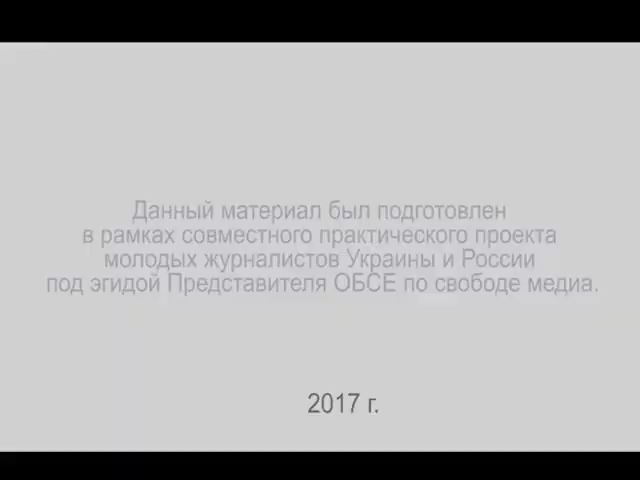 Данный материал был подготовлен
в рамках совместного практического проекта
молодых журналистов Украины и России
под эгидой Представителя ОБСЕ по свободе медиа.
2017 г.